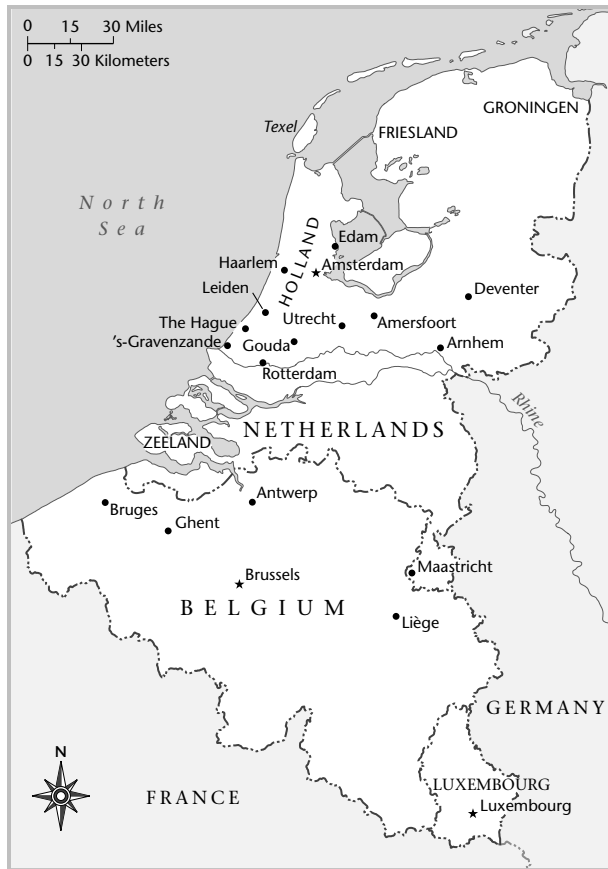 0 15 30 Miles
0 15 30 Kilometers
GRONINGEN
Texel
FRIESLAND
North
Sea
HOLLAND
Edam
Haarlem
Amsterdam
Leiden
Deventer
The Hague
Utrecht
Amersfoort
's-Gravenzande
Gouda
Arnhem
Rotterdam
Rhine
NETHERLANDS
ZEELAND
Antwerp
Bruges
Ghent
Maastricht
Brussels
BELGIUM
Liège
GERMANY
N
LUXEMBOURG
FRANCE
Luxembourg